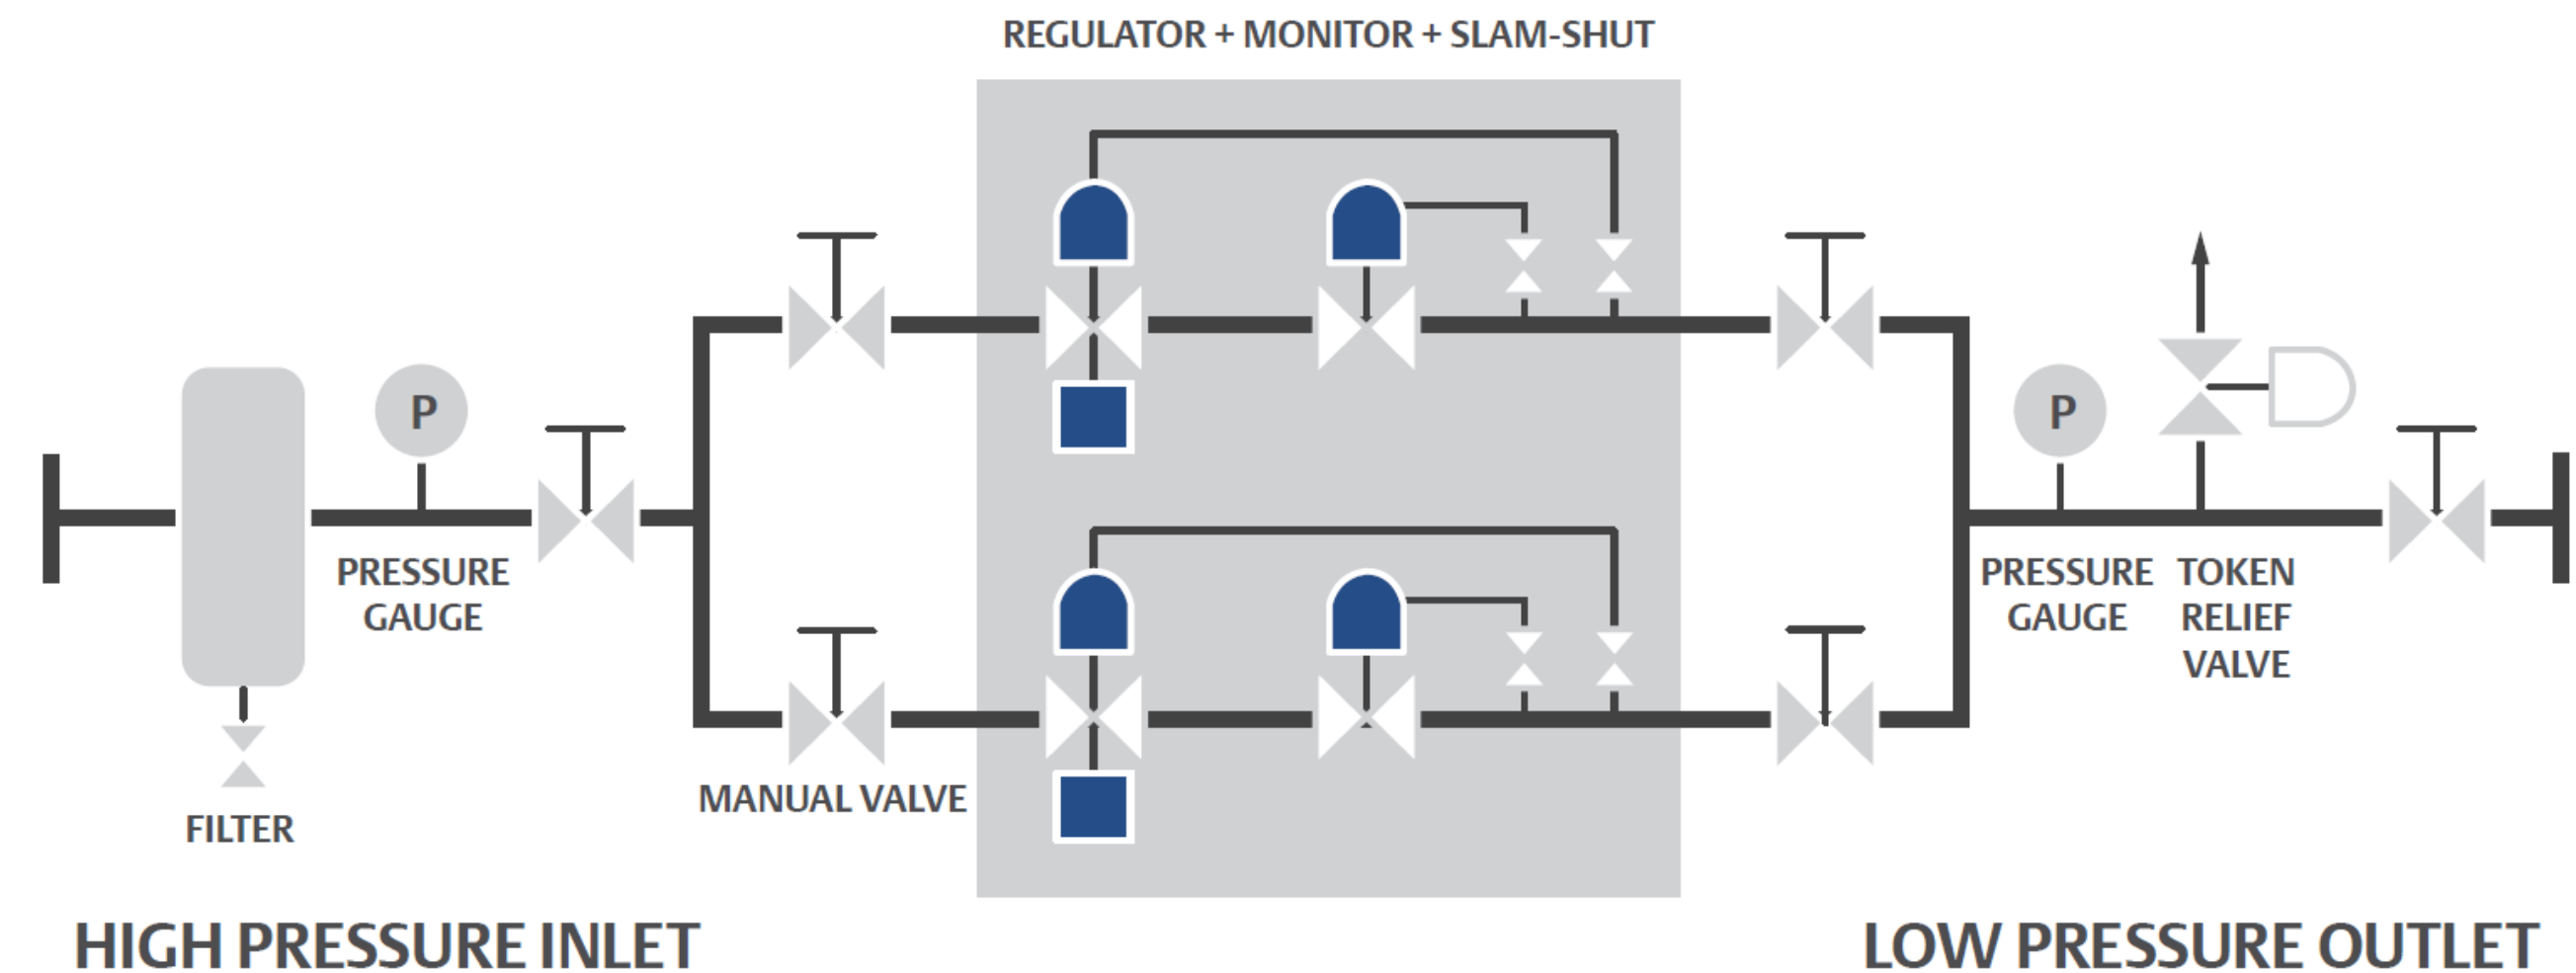 REGULATOR + MONITOR + SLAM-SHUT
P
P
PRESSURE
GAUGE
PRESSURE
GAUGE
TOKEN
RELIEF
VALVE
MANUAL VALVE
FILTER
HIGH PRESSURE INLET
LOW PRESSURE OUTLET